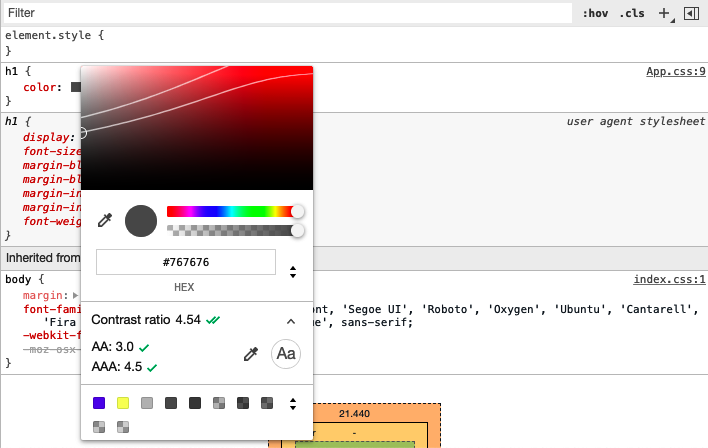 Filter
:hov .cls
element.style {
}
h1 {
App.css:9
color:
}
h1 {
user agent stylesheet
display:
font-size
margin-bl
margin-bl
margin-in
margin-in
font-weig
}
#767676
HEX
Inherited from
body {
index.css:1
margin:
font-fami
ont, 'Segoe UI', 'Roboto', 'Oxygen', 'Ubuntu', 'Cantarell',
'Fira
e', sans-serif;
-webkit-f
-moz-osx-
}
Contrast ratio 4.54
AA: 3.0
AAA: 4.5
Aa
21.440
r
-